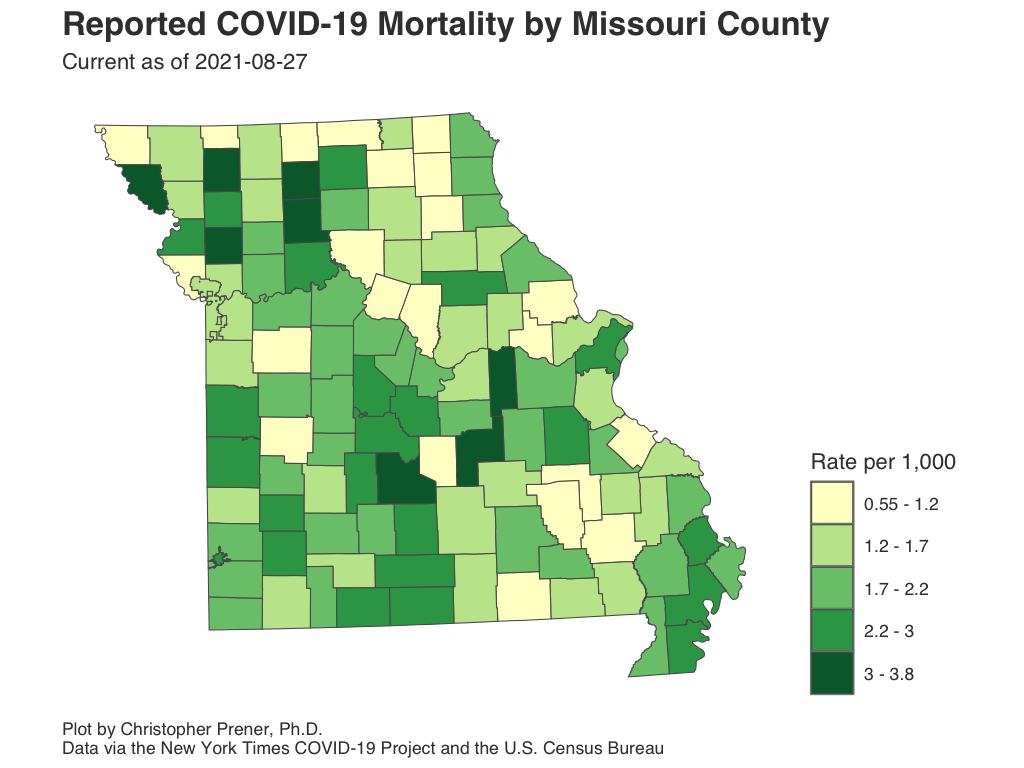 Reported COVID-19 Mortality by Missouri County
Current as of 2021-08-27
Rate per 1,000
0.55 - 1.2
1.2 - 1.7
1.7 - 2.2
2.2 - 3
3 - 3.8
Plot by Christopher Prener, Ph.D.
Data via the New York Times COVID-19 Project and the U.S. Census Bureau